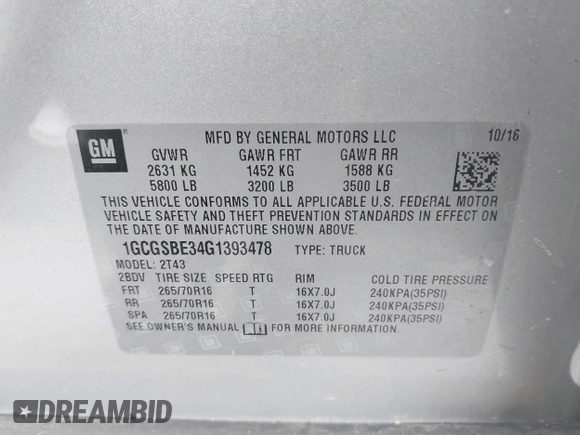 GM
MFD BY GENERAL MOTORS LLC 10/16
GVWR GAWR FRT GAWR RR
2631 KG 1452 KG 1588 KG
5800 LB 3200 LB 3500 LB
THIS VEHICLE CONFORMS TO ALL APPLICABLE U.S. FEDERAL MOTOR
VEHICLE SAFETY AND THEFT PREVENTION STANDARDS IN EFFECT ON
THE DATE OF MANUFACTURE SHOWN ABOVE.
1GCGSBE34G1393478 TYPE: TRUCK
MODEL: 2T43
2BDV TIRE SIZE SPEED RTG RIM COLD TIRE PRESSURE
FRT 265/70R16 T 16X7.0J 240KPA(35PSI)
RR 265/70R16 T 16X7.0J 240KPA(35PSI)
SPA 265/70R16 T 16X7.0J 240KPA(35PSI)
SEE OWNER'S MANUAL FOR MORE INFORMATION.
DREAMBID